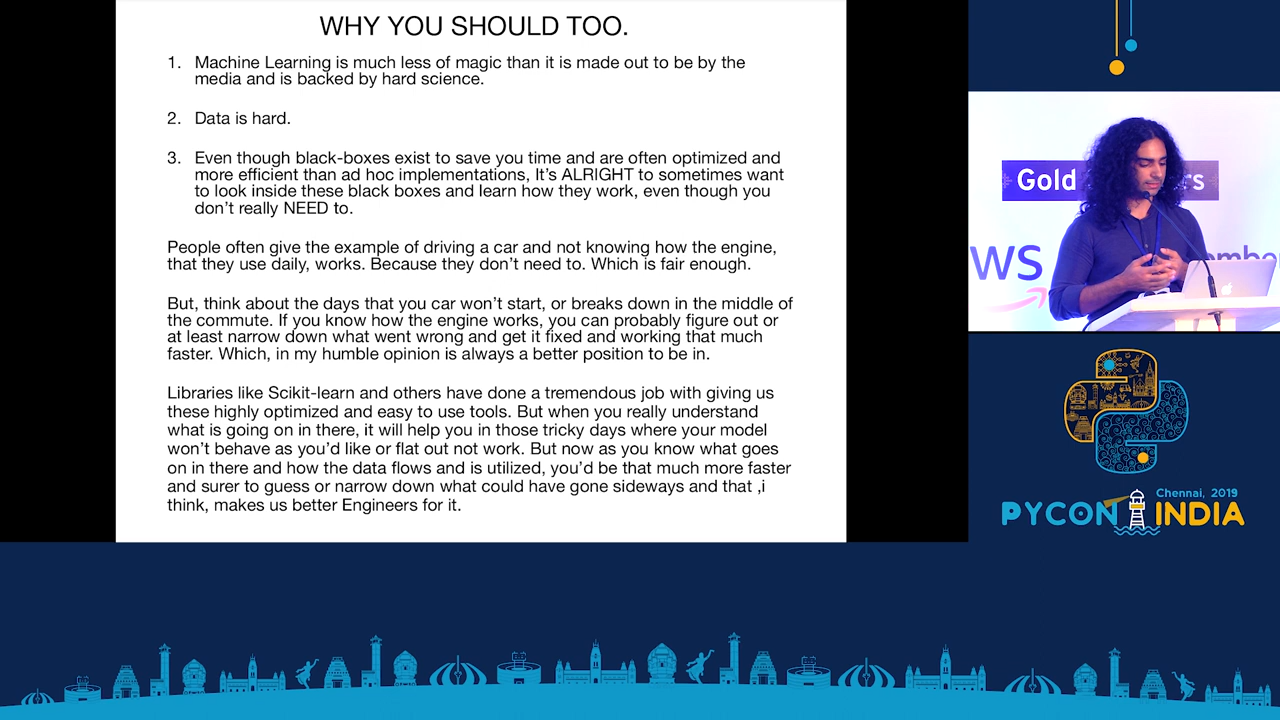 WHY YOU SHOULD TOO.
1. Machine Learning is much less of magic than it is made out to be by the
media and is backed by hard science.
2. Data is hard.
3. Even though black-boxes exist to save you time and are often optimized and
more efficient than ad hoc implementations, It's ALRIGHT to sometimes want
to look inside these black boxes and learn how they work, even though you
don't really NEED to.
People often give the example of driving a car and not knowing how the engine,
that they use daily, works. Because they don't need to. Which is fair enough.
But, think about the days that you car won't start, or breaks down in the middle of
the commute. If you know how the engine works, you can probably figure out or
at least narrow down what went wrong and get it fixed and working that much
faster. Which, in my humble opinion is always a better position to be in.
Libraries like Scikit-learn and others have done a tremendous job with giving us
these highly optimized and easy to use tools. But when you really understand
what is going on in there, it will help you in those tricky days where your model
won't behave as you'd like or flat out not work. But now as you know what goes
on in there and how the data flows and is utilized, you'd be that much more faster
and surer to guess or narrow down what could have gone sideways and that ,i
think, makes us better Engineers for it.
Gold
Chennai, 2019
PYCON INDIA